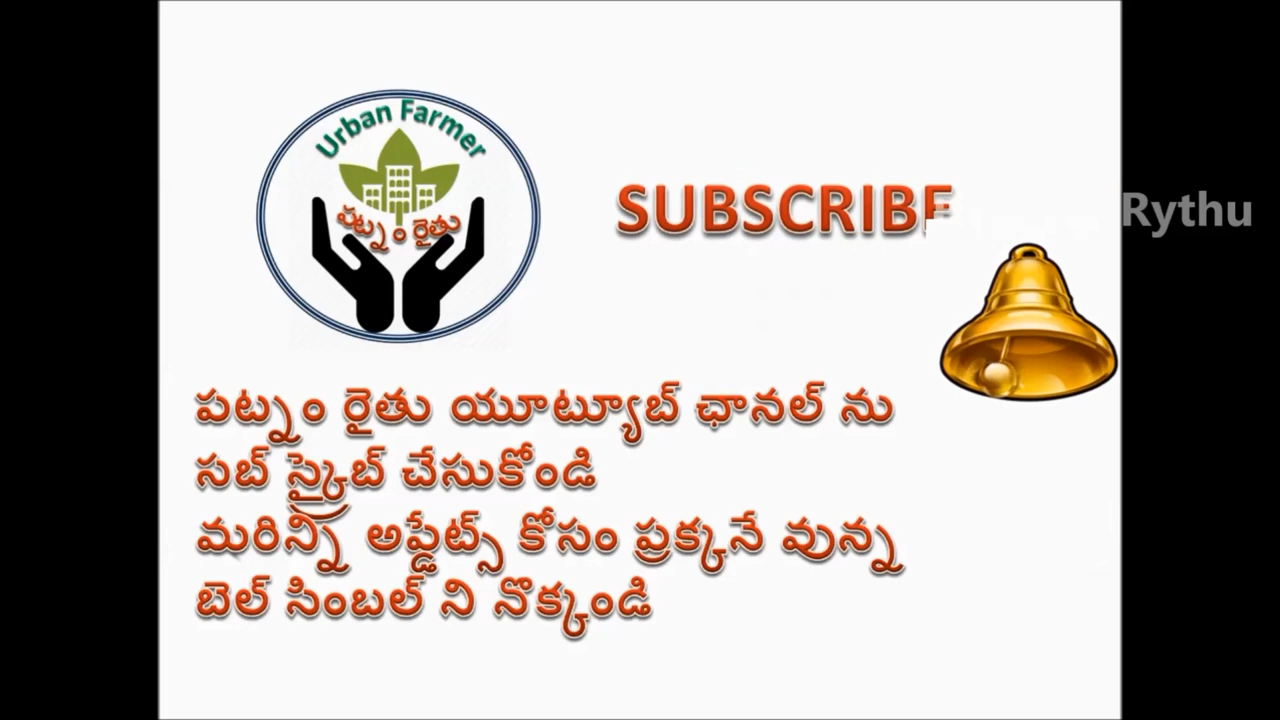 Urban Farmer
పట్నం రైతు
SUBSCRIBE
Rythu
పట్నం రైతు యూట్యూబ్ ఛానల్ ను
సబ్ స్క్రైబ్ చేసుకోండి
మరిన్ని అప్డేట్స్ కోసం ప్రక్కనే వున్న
బెల్ సింబల్ ని నొక్కండి